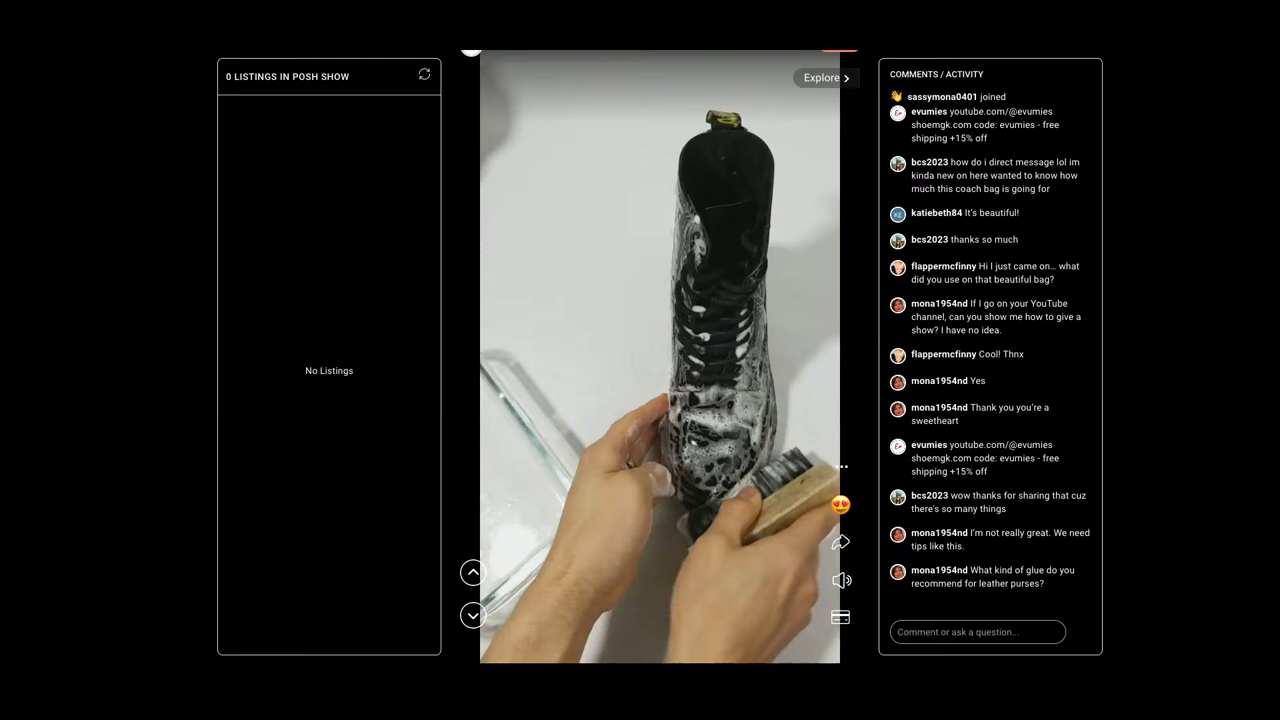 0 LISTINGS IN POSH SHOW
No Listings
Explore
COMMENTS / ACTIVITY
sassymona0401 joined
evumies youtube.com/@evumies
shoemgk.com code: evumies - free
shipping +15% off
bcs2023 how do i direct message lol im
kinda new on here wanted to know how
much this coach bag is going for
katiebeth84 It's beautiful!
bcs2023 thanks so much
flappermcfinny Hi I just came on… what
did you use on that beautiful bag?
mona1954nd If I go on your YouTube
channel, can you show me how to give a
show? I have no idea.
flappermcfinny Cool! Thnx
mona1954nd Yes
mona1954nd Thank you you're a
sweetheart
evumies youtube.com/@evumies
shoemgk.com code: evumies - free
shipping +15% off
bcs2023 wow thanks for sharing that cuz
there's so many things
mona1954nd I'm not really great. We need
tips like this.
mona1954nd What kind of glue do you
recommend for leather purses?
Comment or ask a question...